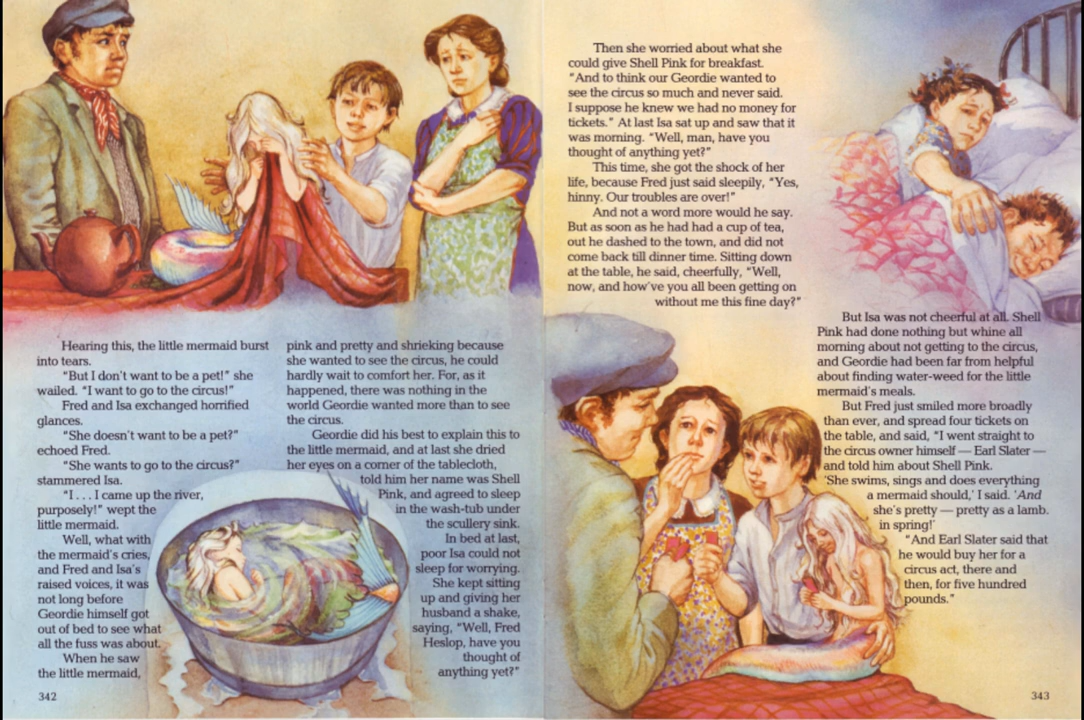 Hearing this, the little mermaid burst
into tears.
"But I don't want to be a pet!" she
wailed. "I want to go to the circus!"
Fred and Isa exchanged horrified
glances.
"She doesn't want to be a pet?"
echoed Fred.
"She wants to go to the circus?"
stammered Isa.
"I . . . I came up the river,
purposely!" wept the
little mermaid.
Well, what with
the mermaid's cries,
and Fred and Isa's
raised voices, it was
not long before
Geordie himself got
out of bed to see what
all the fuss was about.
When he saw
the little mermaid,
342
pink and pretty and shrieking because
she wanted to see the circus, he could
hardly wait to comfort her. For, as it
happened, there was nothing in the
world Geordie wanted more than to see
the circus.
Geordie did his best to explain this to
the little mermaid, and at last she dried
her eyes on a corner of the tablecloth,
told him her name was Shell
Pink, and agreed to sleep
in the wash-tub under
the scullery sink.
In bed at last,
poor Isa could not
sleep for worrying.
She kept sitting
up and giving her
husband a shake,
saying, "Well, Fred
Heslop, have you
thought of
anything yet?"
Then she worried about what she
could give Shell Pink for breakfast.
"And to think our Geordie wanted to
see the circus so much and never said.
I suppose he knew we had no money for
tickets." At last Isa sat up and saw that it
was morning. "Well, man, have you
thought of anything yet?"
This time, she got the shock of her
life, because Fred just said sleepily, "Yes,
hinny. Our troubles are over!"
And not a word more would he say.
But as soon as he had had a cup of tea,
out he dashed to the town, and did not
come back till dinner time. Sitting down
at the table, he said, cheerfully, "Well,
now, and how've you all been getting on
without me this fine day?"
But Isa was not cheerful at all. Shell
Pink had done nothing but whine all
morning about not getting to the circus,
and Geordie had been far from helpful
about finding water-weed for the little
mermaid's meals.
But Fred just smiled more broadly
than ever, and spread four tickets on
the table, and said, "I went straight to
the circus owner himself — Earl Slater —
and told him about Shell Pink.
'She swims, sings and does everything
a mermaid should,' I said. 'And
she's pretty — pretty as a lamb.
in spring!'
"And Earl Slater said that
he would buy her for a
circus act, there and
then, for five hundred
pounds."
343